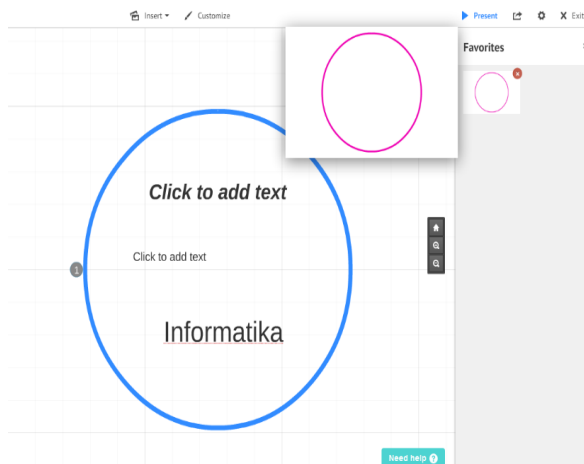 Insert
Customize
Present
Exit
Favorites
Click to add text
Click to add text
1
Informatika
Need help ?